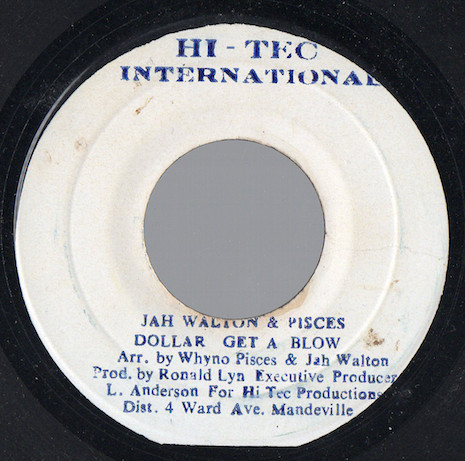 HI-TEC
INTERNATIONAL
JAH WALTON & PISCES
DOLLAR GET A BLOW
Arr. by Whyno Pisces & Jah Walton
Prod. by Ronald Lyn Executive Producer
L. Anderson For Hi Tec Productions
Dist. 4 Ward Ave. Mandeville